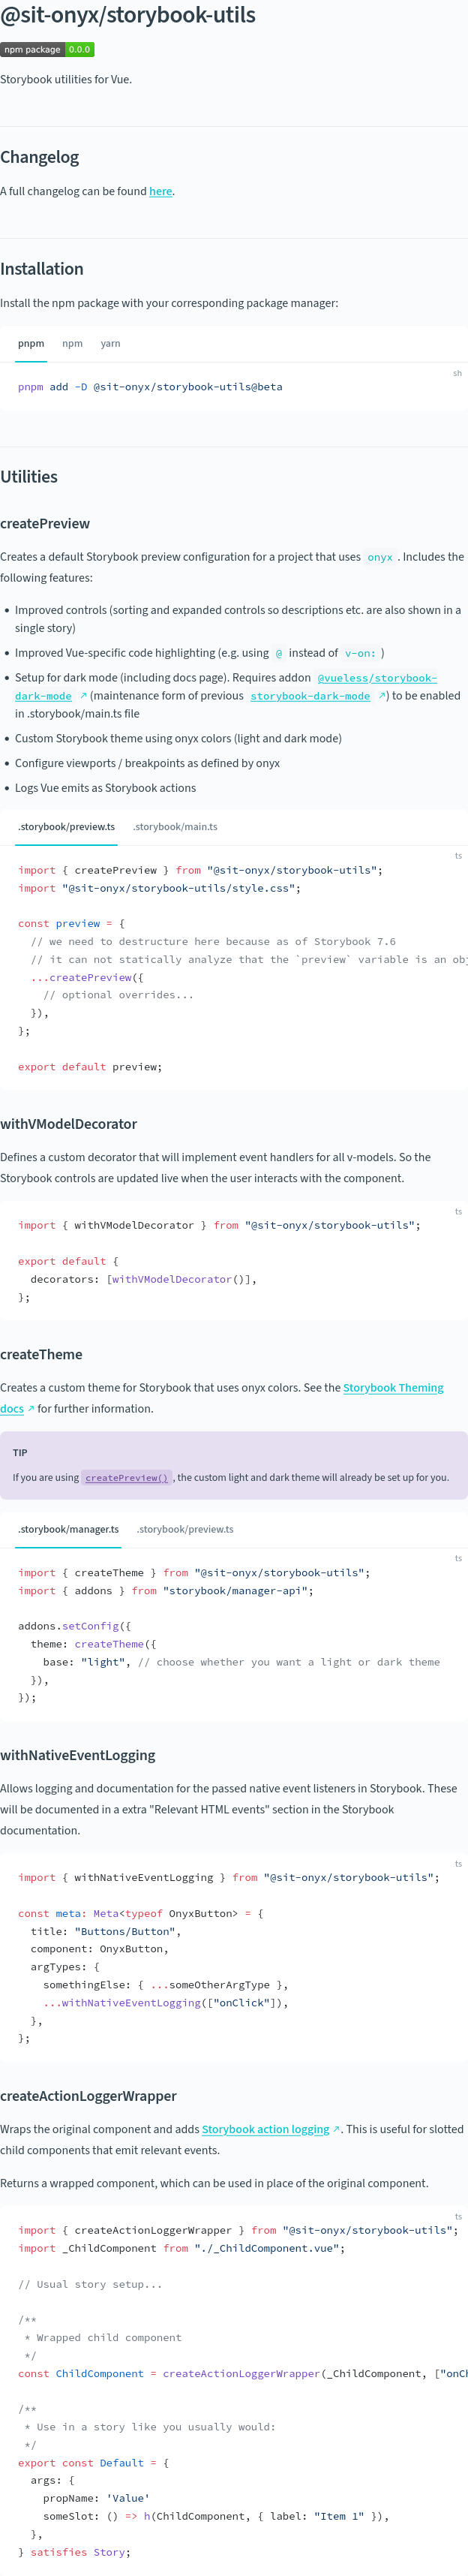 @sit-onyx/storybook-utils
npm package 0.0.0
Storybook utilities for Vue.
Changelog
A full changelog can be found here.
Installation
Install the npm package with your corresponding package manager:
pnpm npm yarn
sh
pnpm add -D @sit-onyx/storybook-utils@beta
Utilities
createPreview
Creates a default Storybook preview configuration for a project that uses onyx. Includes the
following features:
• Improved controls (sorting and expanded controls so descriptions etc. are also shown in a
single story)
• Improved Vue-specific code highlighting (e.g. using @ instead of v-on: )
• Setup for dark mode (including docs page). Requires addon @vueless/storybook-
dark-mode ↗ (maintenance form of previous storybook-dark-mode ↗) to be enabled
in .storybook/main.ts file
• Custom Storybook theme using onyx colors (light and dark mode)
• Configure viewports / breakpoints as defined by onyx
• Logs Vue emits as Storybook actions
.storybook/preview.ts .storybook/main.ts
ts
import { createPreview } from "@sit-onyx/storybook-utils";
import "@sit-onyx/storybook-utils/style.css";
const preview = {
// we need to destructure here because as of Storybook 7.6
// it can not statically analyze that the `preview` variable is an obj
...createPreview({
// optional overrides...
}),
};
export default preview;
withVModelDecorator
Defines a custom decorator that will implement event handlers for all v-models. So the
Storybook controls are updated live when the user interacts with the component.
ts
import { withVModelDecorator } from "@sit-onyx/storybook-utils";
export default {
decorators: [withVModelDecorator()],
};
createTheme
Creates a custom theme for Storybook that uses onyx colors. See the Storybook Theming
docs ↗ for further information.
TIP
If you are using createPreview(), the custom light and dark theme will already be set up for you.
.storybook/manager.ts .storybook/preview.ts
ts
import { createTheme } from "@sit-onyx/storybook-utils";
import { addons } from "storybook/manager-api";
addons.setConfig({
theme: createTheme({
base: "light", // choose whether you want a light or dark theme
}),
});
withNativeEventLogging
Allows logging and documentation for the passed native event listeners in Storybook. These
will be documented in a extra "Relevant HTML events" section in the Storybook
documentation.
ts
import { withNativeEventLogging } from "@sit-onyx/storybook-utils";
const meta: Meta<typeof OnyxButton> = {
title: "Buttons/Button",
component: OnyxButton,
argTypes: {
somethingElse: { ...someOtherArgType },
...withNativeEventLogging(["onClick"]),
},
};
createActionLoggerWrapper
Wraps the original component and adds Storybook action logging ↗. This is useful for slotted
child components that emit relevant events.
Returns a wrapped component, which can be used in place of the original component.
ts
import { createActionLoggerWrapper } from "@sit-onyx/storybook-utils";
import _ChildComponent from "./_ChildComponent.vue";
// Usual story setup...
/**
* Wrapped child component
*/
const ChildComponent = createActionLoggerWrapper(_ChildComponent, ["onCh
/**
* Use in a story like you usually would:
*/
export const Default = {
args: {
propName: 'Value'
someSlot: () => h(ChildComponent, { label: "Item 1" }),
},
} satisfies Story;